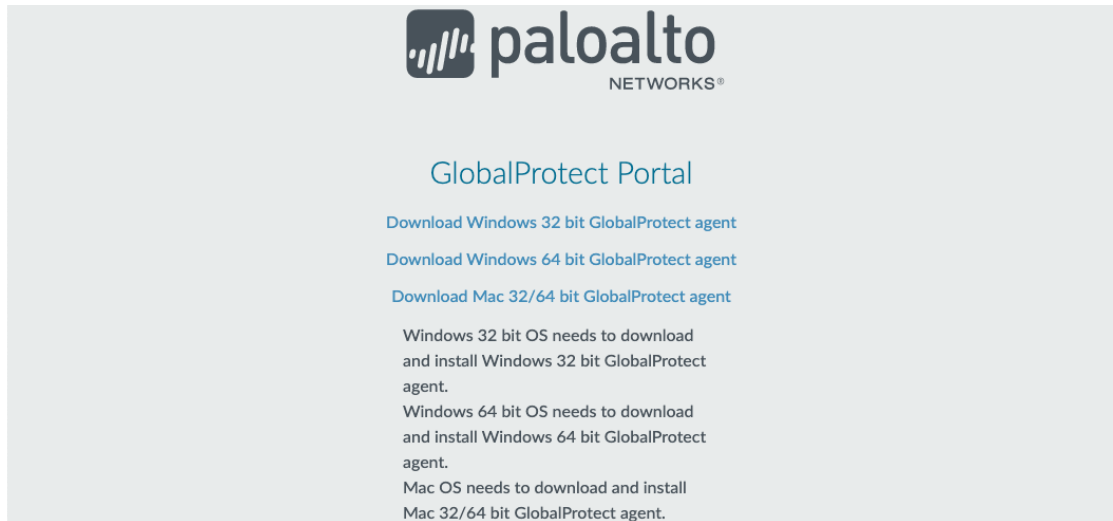 paloalto
NETWORKS®
GlobalProtect Portal
Download Windows 32 bit GlobalProtect agent
Download Windows 64 bit GlobalProtect agent
Download Mac 32/64 bit GlobalProtect agent
Windows 32 bit OS needs to download
and install Windows 32 bit GlobalProtect
agent.
Windows 64 bit OS needs to download
and install Windows 64 bit GlobalProtect
agent.
Mac OS needs to download and install
Mac 32/64 bit GlobalProtect agent.